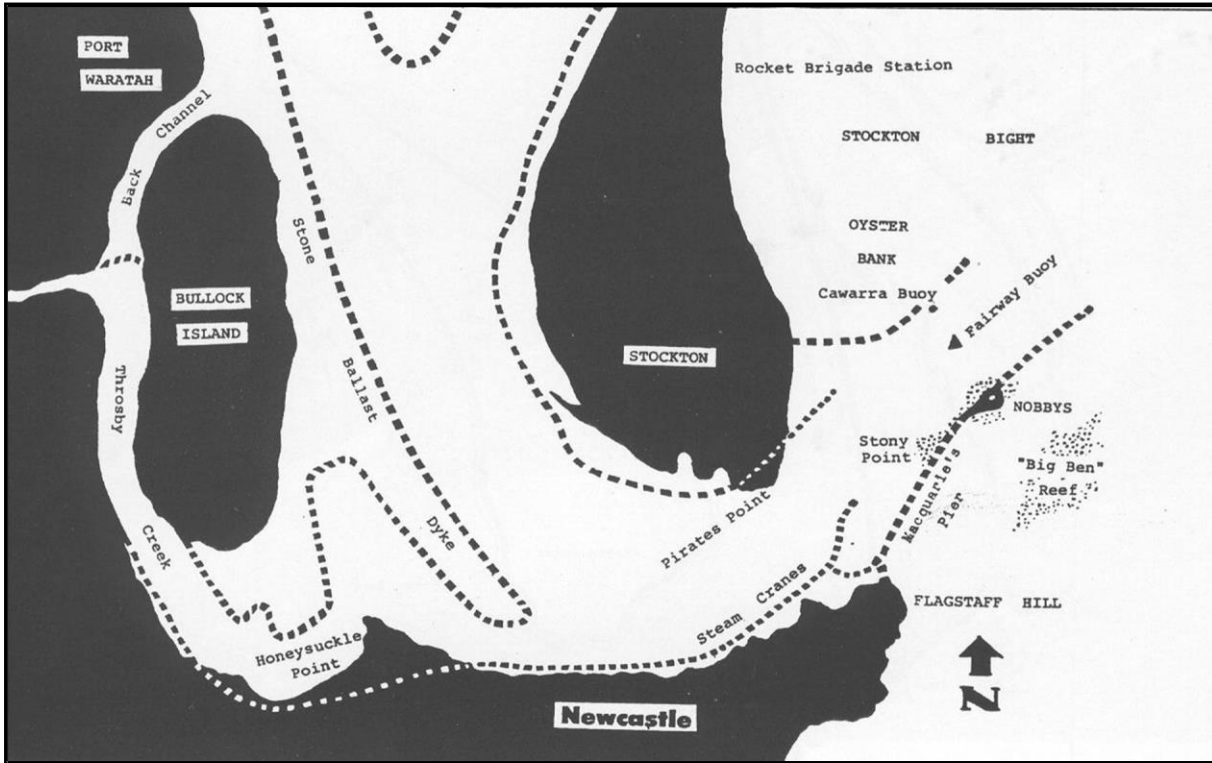 PORT
WARATAH
Rocket Brigade Station
Back Channel
STOCKTON BIGHT
Stone Ballast Dyke
OYSTER
BANK
BULLOCK
ISLAND
Cawarra Buoy
Fairway Buoy
STOCKTON
Throsby Creek
NOBBYS
Stony
Point
"Big Ben"
Reef
Macquarie's
Pier
Pirates Point
Steam Cranes
FLAGSTAFF HILL
Honeysuckle
Point
Newcastle
N